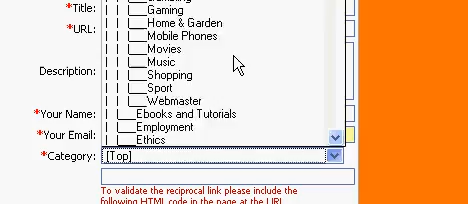 *Title:
Gaming
Home & Garden
*URL:
Mobile Phones
Movies
Music
Description:
Shopping
Sport
Webmaster
*Your Name:
Ebooks and Tutorials
*Your Email:
Employment
Ethics
*Category:
[Top]
To validate the reciprocal link please include the
following HTML code in the page at the URL